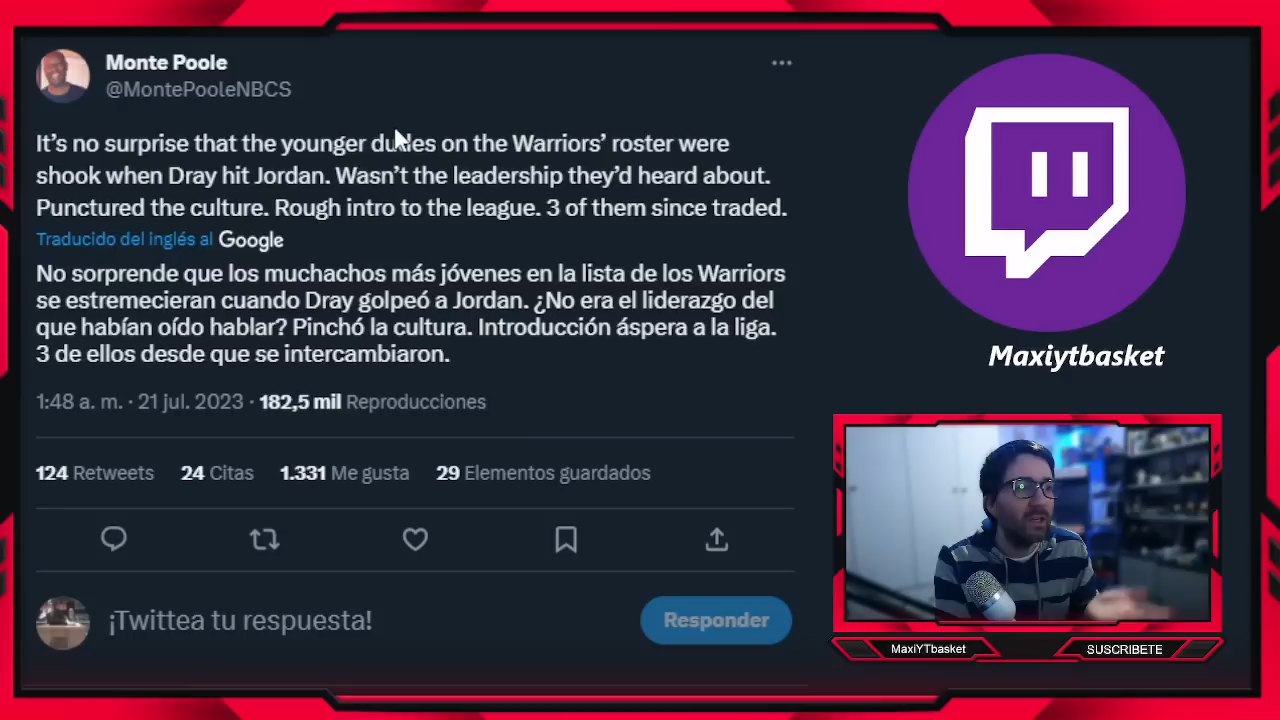 Monte Poole
@MontePooleNBCS
It's no surprise that the younger dudes on the Warriors' roster were
shook when Dray hit Jordan. Wasn't the leadership they'd heard about.
Punctured the culture. Rough intro to the league. 3 of them since traded.
Traducido del inglés al Google
No sorprende que los muchachos más jóvenes en la lista de los Warriors
se estremecieran cuando Dray golpeó a Jordan. ¿No era el liderazgo del
que habían oído hablar? Pinchó la cultura. Introducción áspera a la liga.
3 de ellos desde que se intercambiaron.
1:48 a. m. · 21 jul. 2023 · 182,5 mil Reproducciones
124 Retweets 24 Citas 1.331 Me gusta 29 Elementos guardados
¡Twittea tu respuesta!
Responder
Maxiytbasket
MaxiYTbasket
SUSCRIBETE